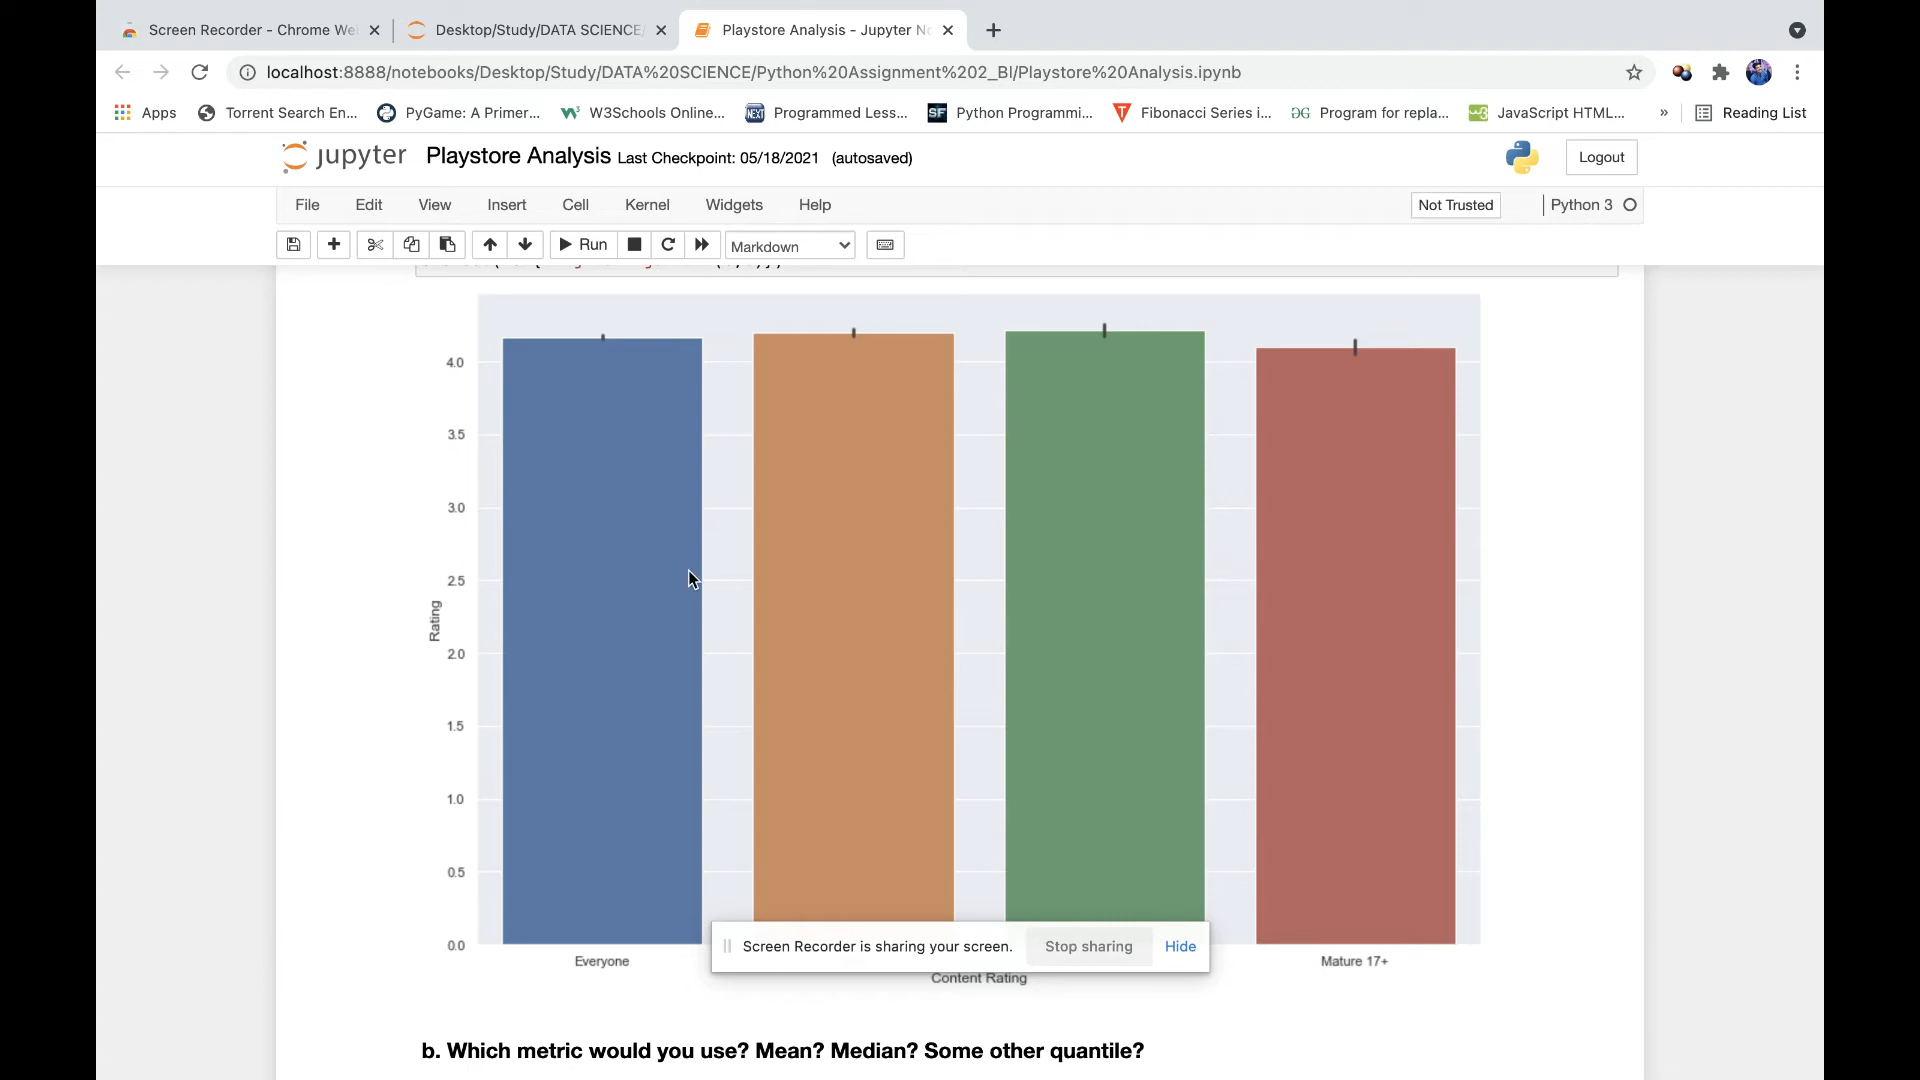 Screen Recorder - Chrome We
Desktop/Study/DATA SCIENCE/
Playstore Analysis - Jupyter No
localhost:8888/notebooks/Desktop/Study/DATA%20SCIENCE/Python%20Assignment%202_BI/Playstore%20Analysis.ipynb
Apps
Torrent Search En...
PyGame: A Primer...
W3Schools Online...
NEXT
Programmed Less...
SF
Python Programmi...
Fibonacci Series i...
Program for repla...
JavaScript HTML...
»
Reading List
jupyter
Playstore Analysis Last Checkpoint: 05/18/2021 (autosaved)
Logout
File
Edit
View
Insert
Cell
Kernel
Widgets
Help
Not Trusted
Python 3
Run
Markdown
4.0
3.5
3.0
2.5
2.0
1.5
1.0
0.5
0.0
Rating
Everyone
Mature 17+
Content Rating
Screen Recorder is sharing your screen.
Stop sharing
Hide
b. Which metric would you use? Mean? Median? Some other quantile?